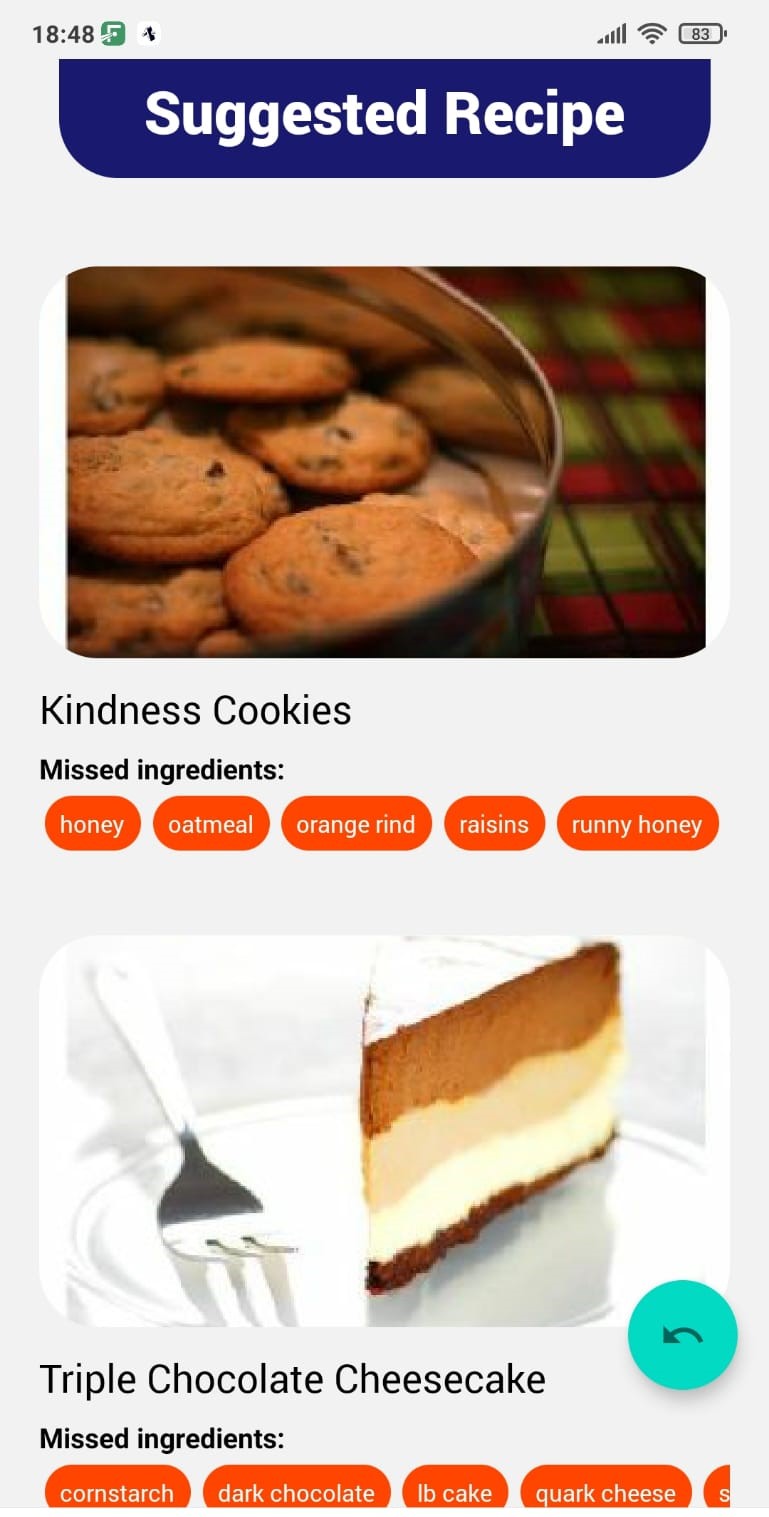 18:48
83
Suggested Recipe
Kindness Cookies
Missed ingredients:
honey oatmeal orange rind raisins runny honey
Triple Chocolate Cheesecake
Missed ingredients:
cornstarch dark chocolate lb cake quark cheese s